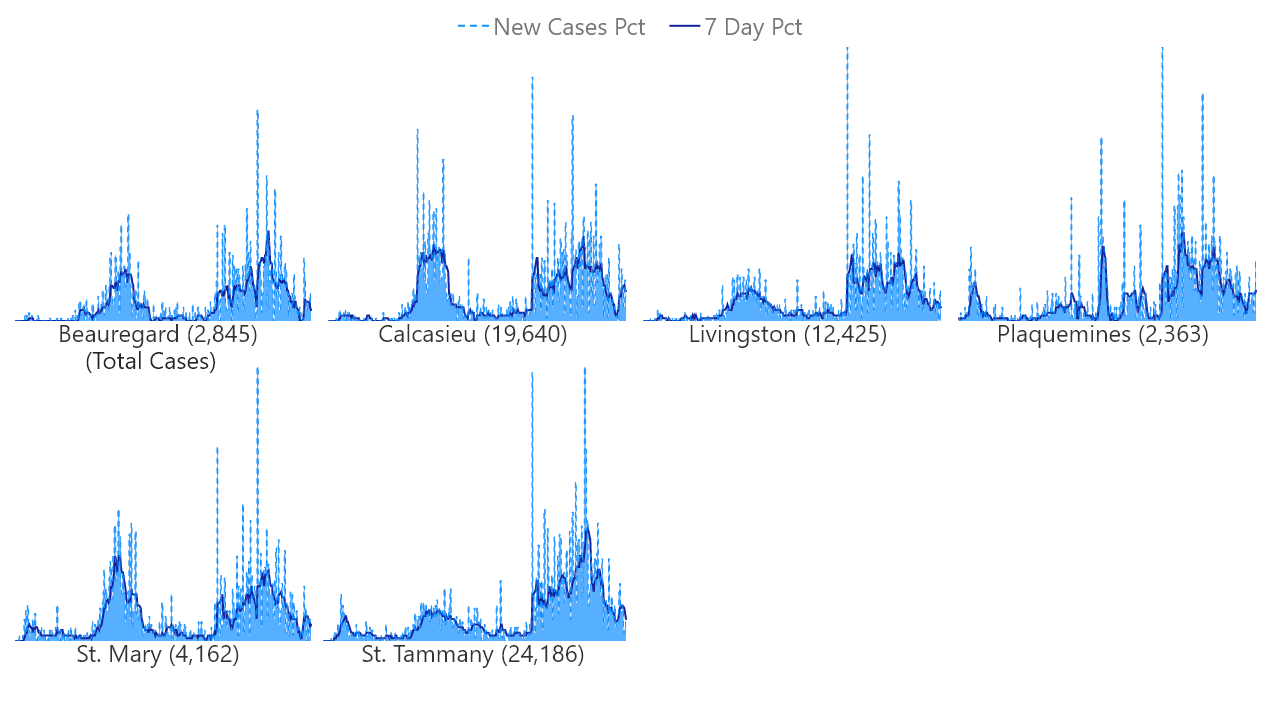 New Cases Pct 7 Day Pct
Beauregard (2,845) Calcasieu (19,640) Livingston (12,425) Plaquemines (2,363)
(Total Cases)
St. Mary (4,162) St. Tammany (24,186)